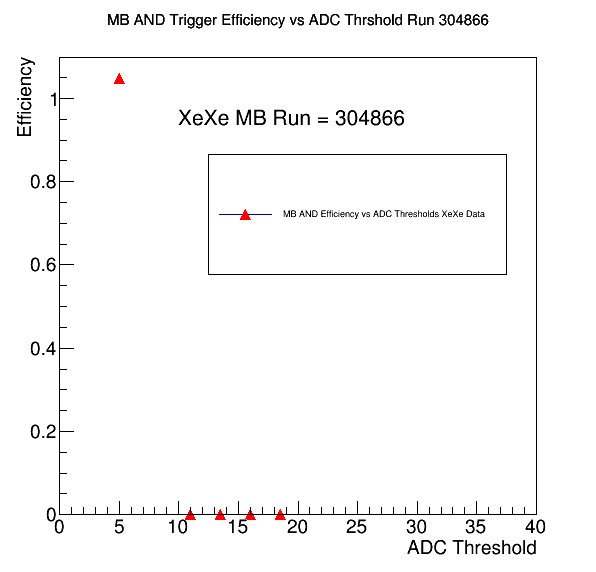 MB AND Trigger Efficiency vs ADC Thrshold Run 304866
Efficiency
XeXe MB Run = 304866
MB AND Efficiency vs ADC Thresholds XeXe Data
1
0.8
0.6
0.4
0.2
0
0 5 10 15 20 25 30 35 40
ADC Threshold